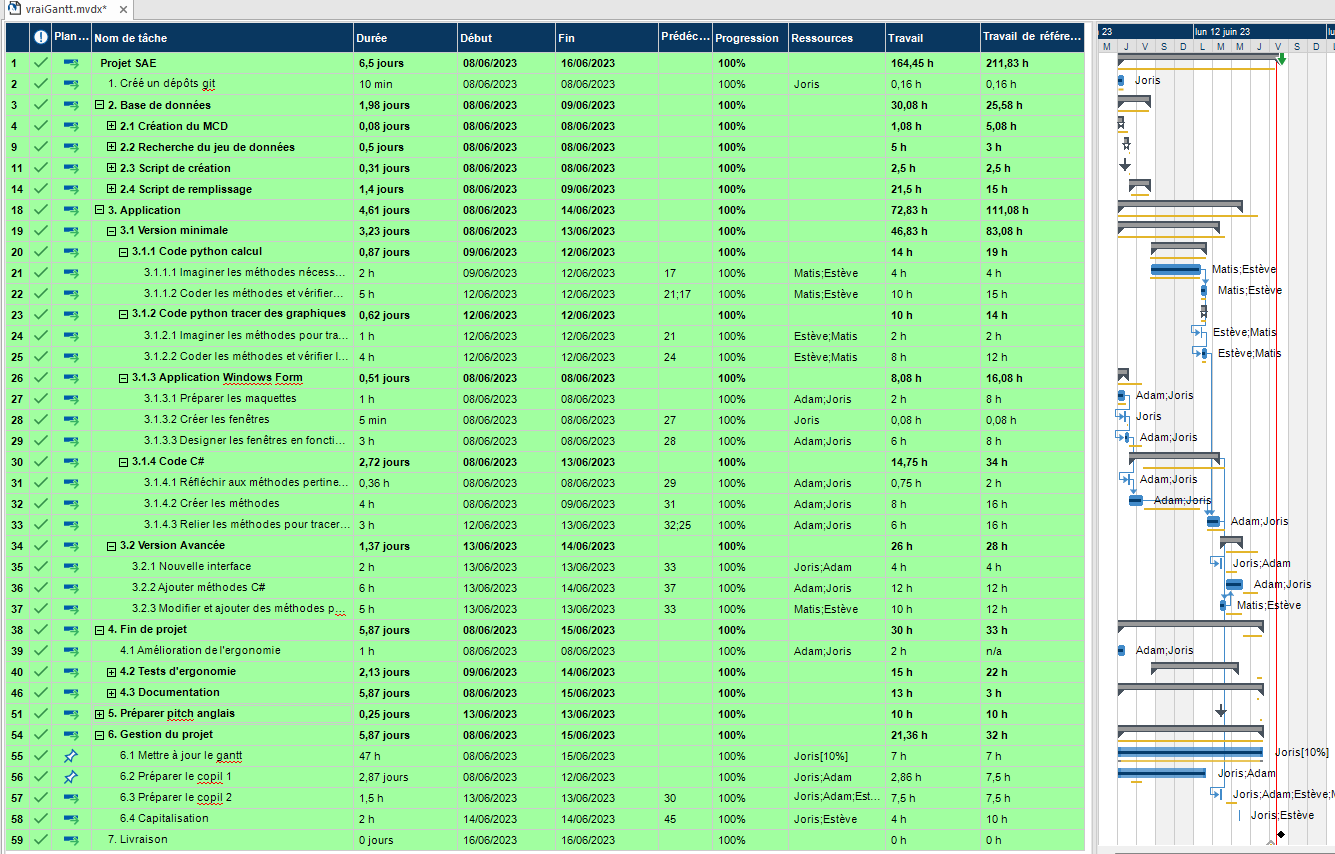 vraiGantt.mvdx*
Plan... Nom de tâche Durée Début Fin Prédéc... Progression Ressources Travail Travail de référe... 23 lun 12 juin 23 lu
M J V S D L M M J V S D L
1 Projet SAE 6,5 jours 08/06/2023 16/06/2023 100% 164,45 h 211,83 h
2 1. Créé un dépôts git 10 min 08/06/2023 08/06/2023 100% Joris 0,16 h 0,16 h Joris
3 2. Base de données 1,98 jours 08/06/2023 09/06/2023 100% 30,08 h 25,58 h
4 2.1 Création du MCD 0,08 jours 08/06/2023 08/06/2023 100% 1,08 h 5,08 h
9 2.2 Recherche du jeu de données 0,5 jours 08/06/2023 08/06/2023 100% 5 h 3 h
11 2.3 Script de création 0,31 jours 08/06/2023 08/06/2023 100% 2,5 h 2,5 h
14 2.4 Script de remplissage 1,4 jours 08/06/2023 09/06/2023 100% 21,5 h 15 h
18 3. Application 4,61 jours 08/06/2023 14/06/2023 100% 72,83 h 111,08 h
19 3.1 Version minimale 3,23 jours 08/06/2023 13/06/2023 100% 46,83 h 83,08 h
20 3.1.1 Code python calcul 0,87 jours 09/06/2023 12/06/2023 100% 14 h 19 h
21 3.1.1.1 Imaginer les méthodes nécess... 2 h 09/06/2023 12/06/2023 17 100% Matis;Estève 4 h 4 h Matis;Estève
22 3.1.1.2 Coder les méthodes et vérifier... 5 h 12/06/2023 12/06/2023 21;17 100% Matis;Estève 10 h 15 h Matis;Estève
23 3.1.2 Code python tracer des graphiques 0,62 jours 12/06/2023 12/06/2023 100% 10 h 14 h
24 3.1.2.1 Imaginer les méthodes pour tra... 1 h 12/06/2023 12/06/2023 21 100% Estève;Matis 2 h 2 h Estève;Matis
25 3.1.2.2 Coder les méthodes et vérifier l... 4 h 12/06/2023 12/06/2023 24 100% Estève;Matis 8 h 12 h Estève;Matis
26 3.1.3 Application Windows Form 0,51 jours 08/06/2023 08/06/2023 100% 8,08 h 16,08 h
27 3.1.3.1 Préparer les maquettes 1 h 08/06/2023 08/06/2023 100% Adam;Joris 2 h 8 h Adam;Joris
28 3.1.3.2 Créer les fenêtres 5 min 08/06/2023 08/06/2023 27 100% Joris 0,08 h 0,08 h Joris
29 3.1.3.3 Designer les fenêtres en foncti... 3 h 08/06/2023 08/06/2023 28 100% Adam;Joris 6 h 8 h Adam;Joris
30 3.1.4 Code C# 2,72 jours 08/06/2023 13/06/2023 100% 14,75 h 34 h
31 3.1.4.1 Réfléchir aux méthodes pertine... 0,36 h 08/06/2023 08/06/2023 29 100% Adam;Joris 0,75 h 2 h Adam;Joris
32 3.1.4.2 Créer les méthodes 4 h 08/06/2023 09/06/2023 31 100% Adam;Joris 8 h 16 h Adam;Joris
33 3.1.4.3 Relier les méthodes pour tracer... 3 h 12/06/2023 13/06/2023 32;25 100% Adam;Joris 6 h 16 h Adam;Joris
34 3.2 Version Avancée 1,37 jours 13/06/2023 14/06/2023 100% 26 h 28 h
35 3.2.1 Nouvelle interface 2 h 13/06/2023 13/06/2023 33 100% Joris;Adam 4 h 4 h Joris;Adam
36 3.2.2 Ajouter méthodes C# 6 h 13/06/2023 14/06/2023 37 100% Adam;Joris 12 h 12 h Adam;Joris
37 3.2.3 Modifier et ajouter des méthodes p... 5 h 13/06/2023 13/06/2023 33 100% Matis;Estève 10 h 12 h Matis;Estève
38 4. Fin de projet 5,87 jours 08/06/2023 15/06/2023 100% 30 h 33 h
39 4.1 Amélioration de l'ergonomie 1 h 08/06/2023 08/06/2023 100% Adam;Joris 2 h n/a Adam;Joris
40 4.2 Tests d'ergonomie 2,13 jours 09/06/2023 14/06/2023 100% 15 h 22 h
46 4.3 Documentation 5,87 jours 08/06/2023 15/06/2023 100% 13 h 3 h
51 5. Préparer pitch anglais 0,25 jours 13/06/2023 13/06/2023 100% 10 h 10 h
54 6. Gestion du projet 5,87 jours 08/06/2023 15/06/2023 100% 21,36 h 32 h
55 6.1 Mettre à jour le gantt 47 h 08/06/2023 15/06/2023 100% Joris[10%] 7 h 7 h Joris[10%]
56 6.2 Préparer le copil 1 2,87 jours 08/06/2023 12/06/2023 100% Joris;Adam 2,86 h 7,5 h Joris;Adam
57 6.3 Préparer le copil 2 1,5 h 13/06/2023 13/06/2023 30 100% Joris;Adam;Est... 7,5 h 7,5 h Joris;Adam;Estève;M
58 6.4 Capitalisation 2 h 14/06/2023 14/06/2023 45 100% Joris;Estève 4 h 10 h Joris;Estève
59 7. Livraison 0 jours 16/06/2023 16/06/2023 100% 0 h 0 h